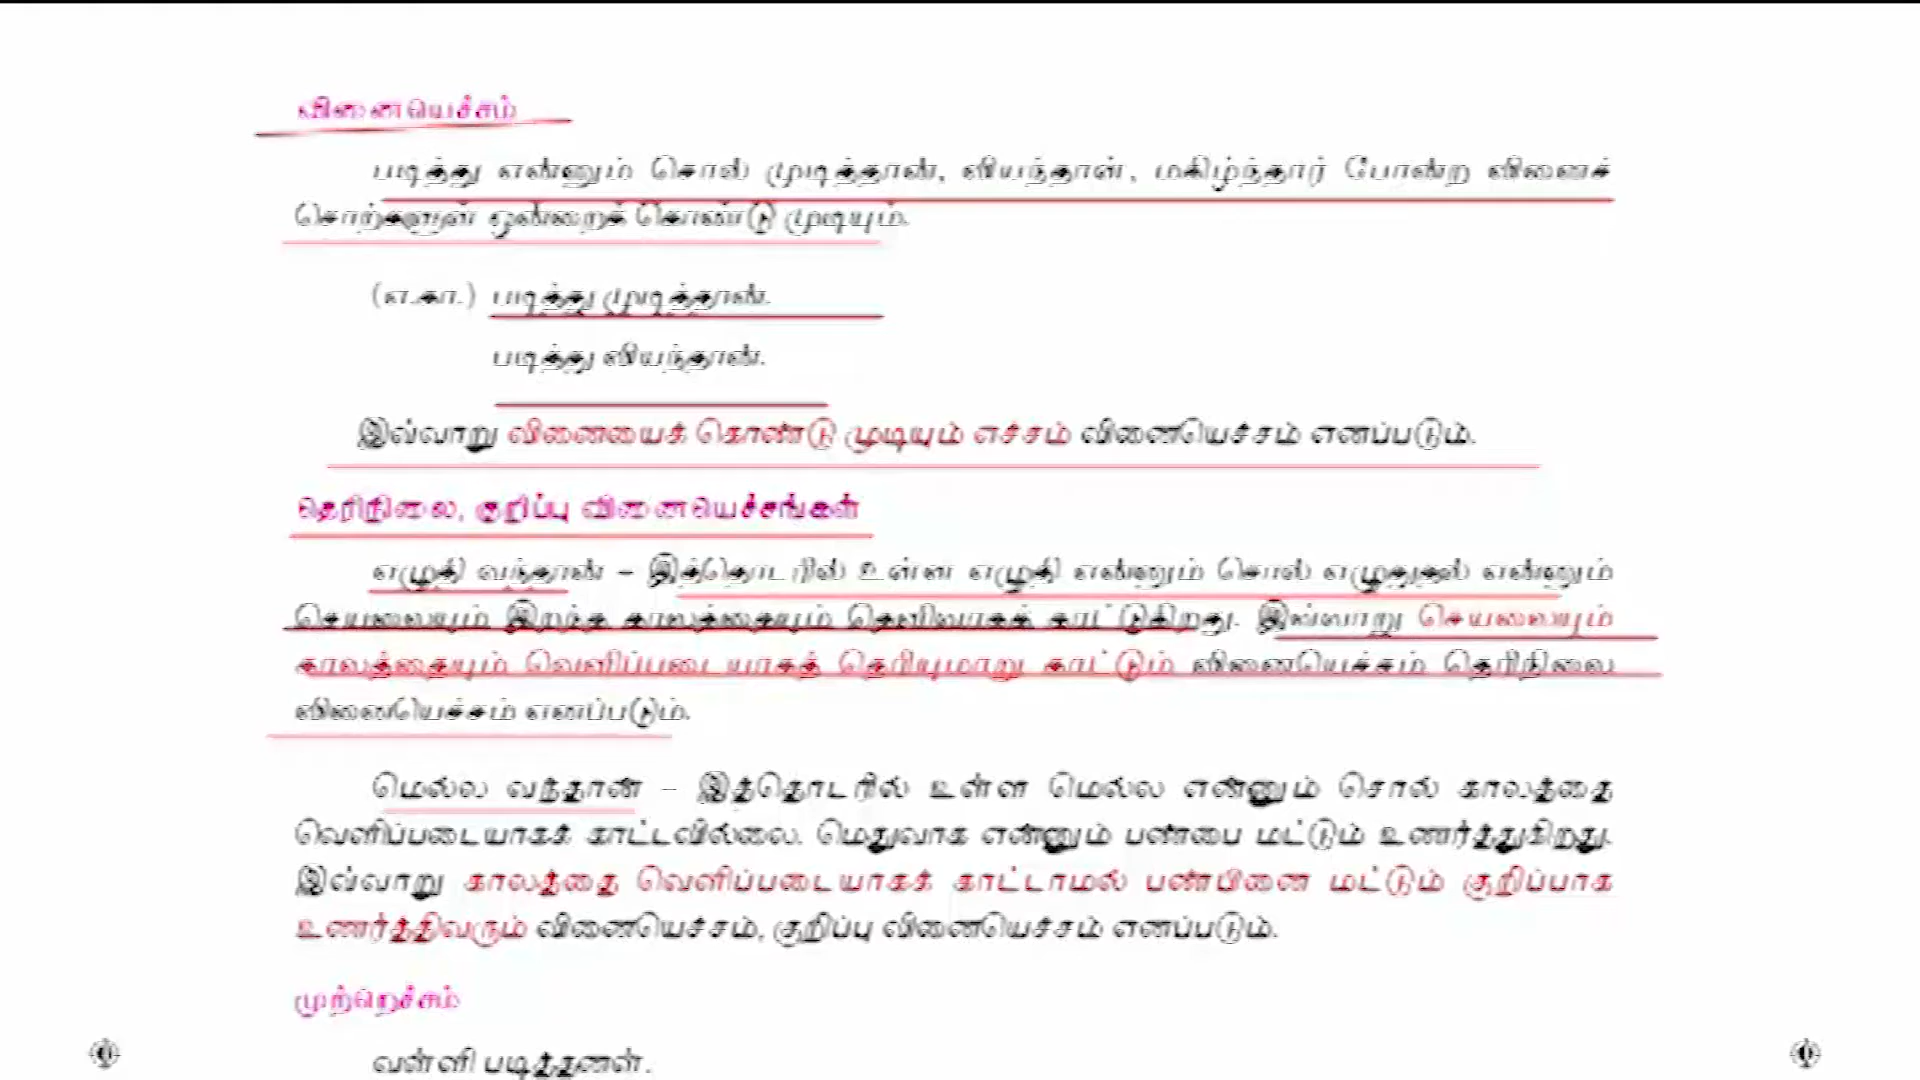 வினையெச்சம்
படித்து என்னும் சொல் முடித்தான், வியந்தான், மகிழ்ந்தார் போன்ற வினைச்
சொற்களுள் ஒன்றைக் கொண்டு முடியும்.
(எ.கா.) படித்து முடித்தான்.
படித்து வியந்தான்.
இவ்வாறு வினையைக் கொண்டு முடியும் எச்சம் வினையெச்சம் எனப்படும்.
தெரிநிலை, குறிப்பு வினையெச்சங்கள்
எழுதி வந்தான் – இத்தொடரில் உள்ள எழுதி என்னும் சொல் எழுதுதல் என்னும்
செயலையும் இறந்த காலத்தையும் தெளிவாகக் காட்டுகிறது. இவ்வாறு செயலையும்
காலத்தையும் வெளிப்படையாகத் தெரியுமாறு காட்டும் வினையெச்சம் தெரிநிலை
வினையெச்சம் எனப்படும்.
மெல்ல வந்தான் – இத்தொடரில் உள்ள மெல்ல என்னும் சொல் காலத்தை
வெளிப்படையாகக் காட்டவில்லை. மெதுவாக என்னும் பண்பை மட்டும் உணர்த்துகிறது.
இவ்வாறு காலத்தை வெளிப்படையாகக் காட்டாமல் பண்பினை மட்டும் குறிப்பாக
உணர்த்திவரும் வினையெச்சம், குறிப்பு வினையெச்சம் எனப்படும்.
முற்றெச்சம்
வள்ளி படித்தனள்.